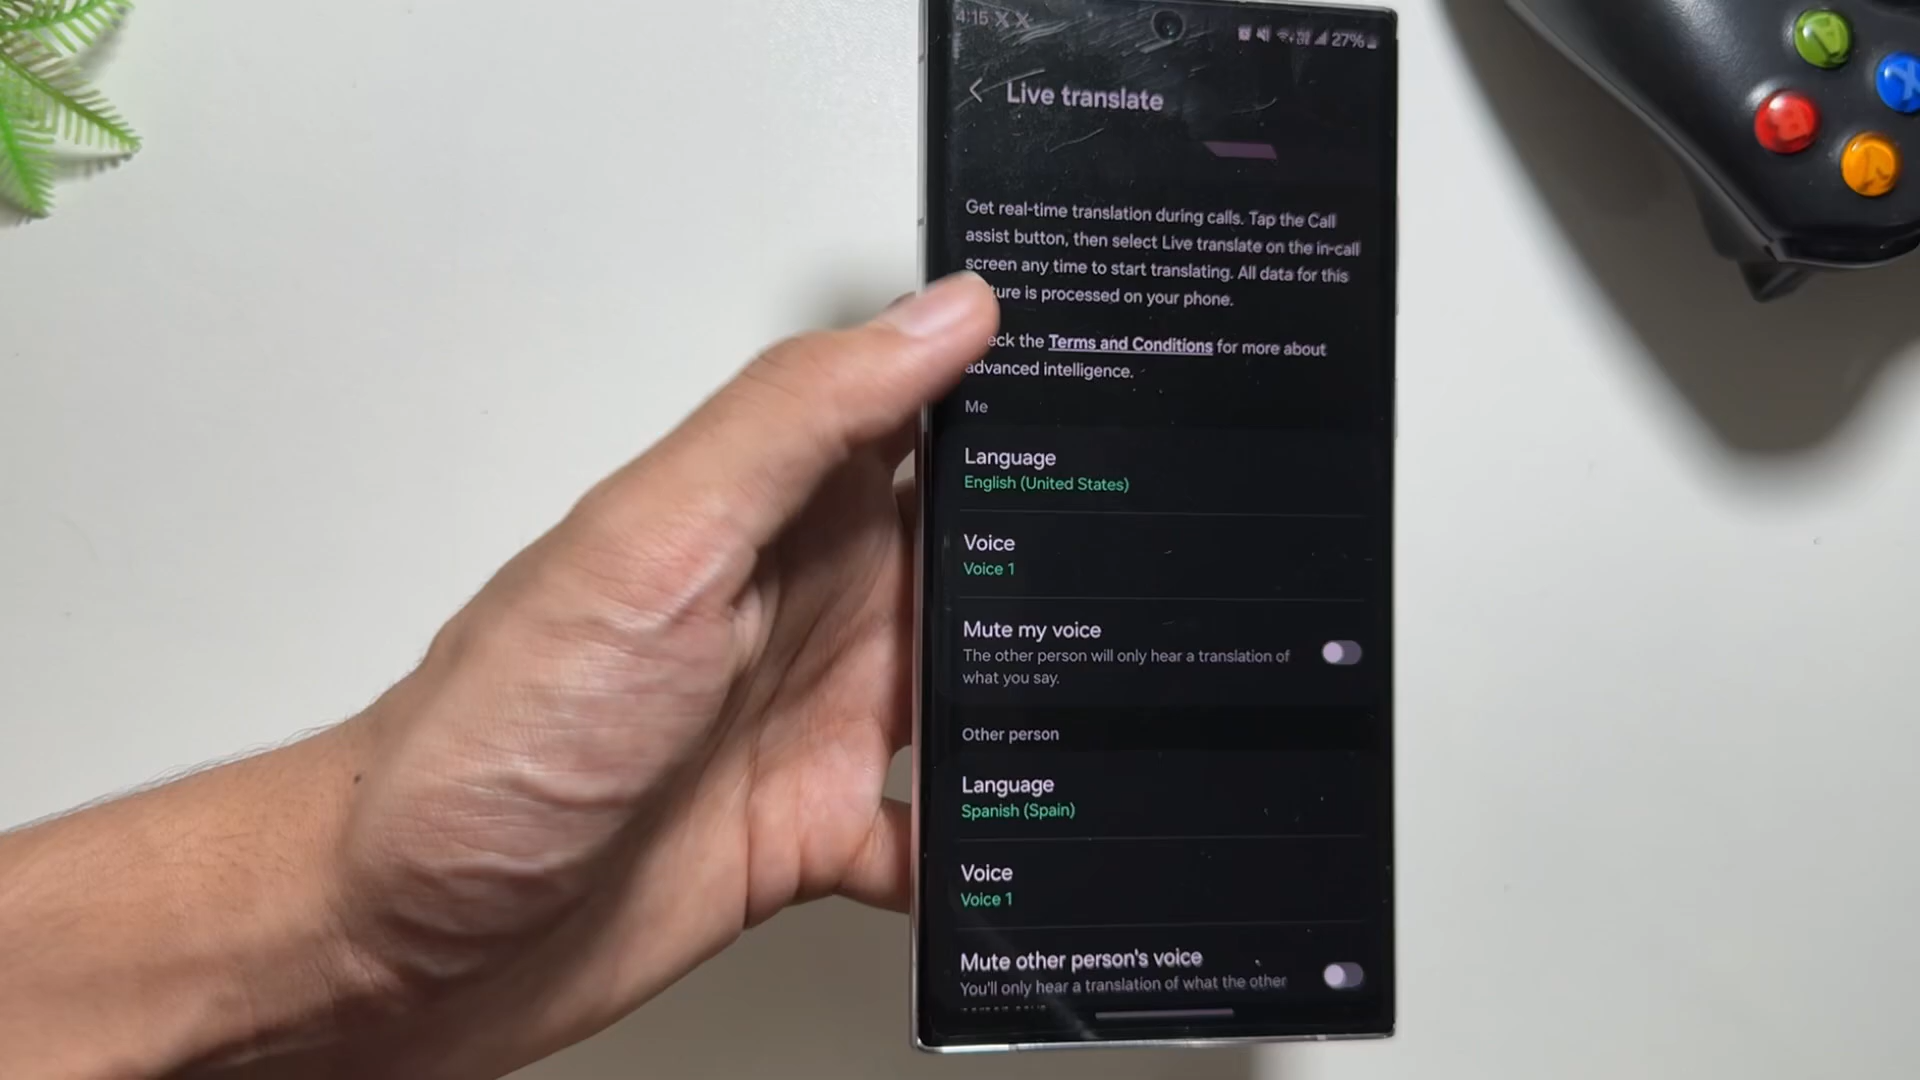 4:15 X X
27%
Live translate
Get real-time translation during calls. Tap the Call
assist button, then select Live translate on the in-call
screen any time to start translating. All data for this
ure is processed on your phone.
eck the Terms and Conditions for more about
advanced intelligence.
Me
Language
English (United States)
Voice
Voice 1
Mute my voice
The other person will only hear a translation of
what you say.
Other person
Language
Spanish (Spain)
Voice
Voice 1
Mute other person's voice
You'll only hear a translation of what the other